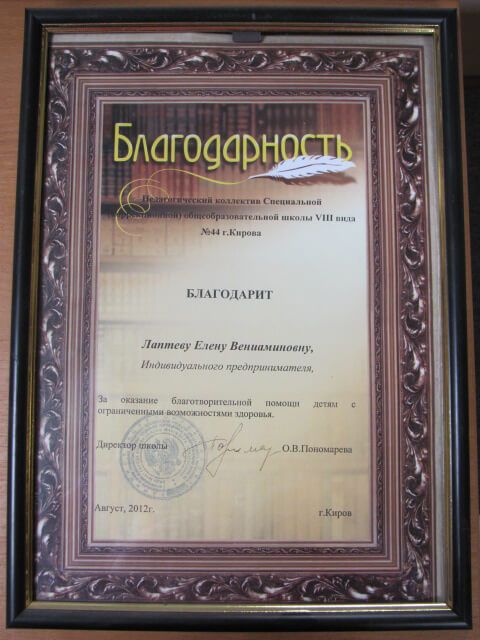 Благодарность
Педагогический коллектив Специальной
(коррекционной) общеобразовательной школы VIII вида
№44 г.Кирова
БЛАГОДАРИТ
Лаптеву Елену Вениаминовну,
Индивидуального предпринимателя,
За оказание благотворительной помощи детям с
ограниченными возможностями здоровья.
Директор школы О.В.Пономарева
Август, 2012г. г.Киров